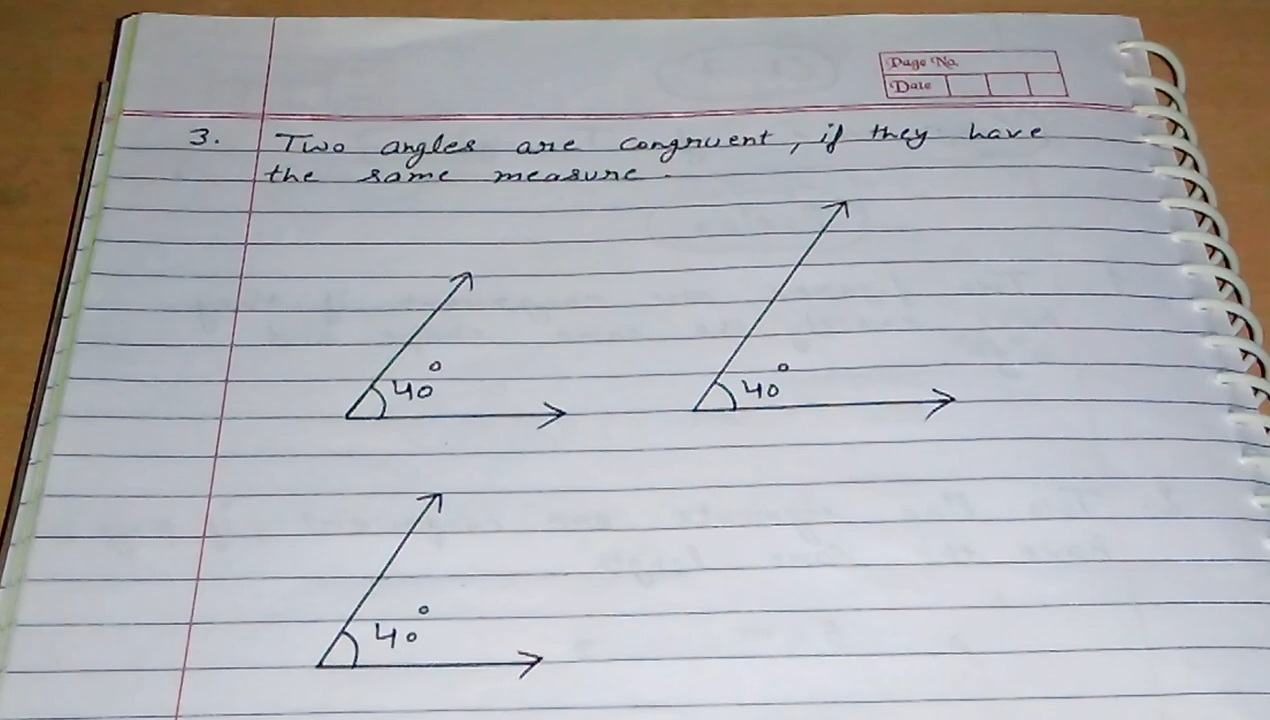 Page No.
Date
3. Two angles are congruent, if they have
the same measure.
40°
40°
40°